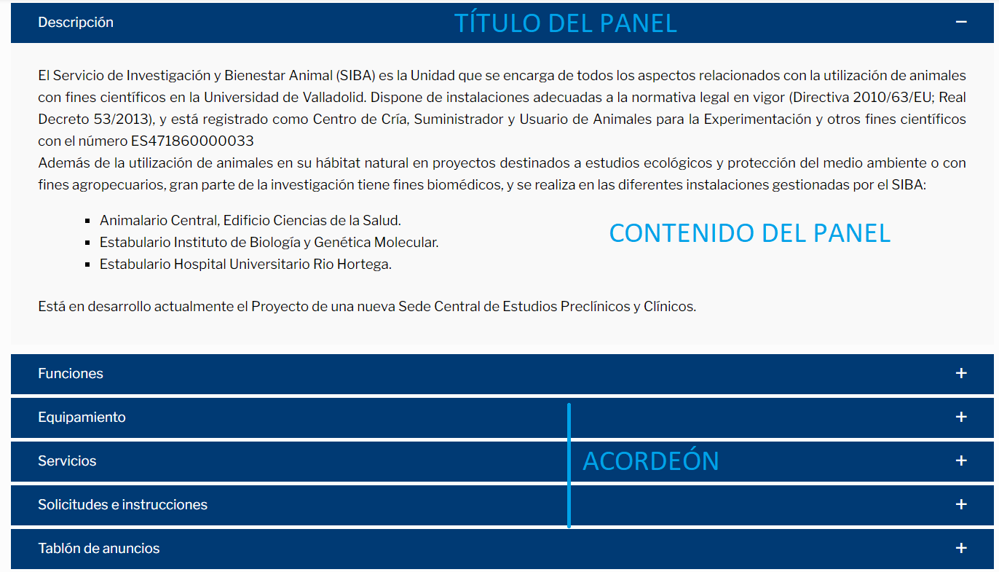 Descripción
TÍTULO DEL PANEL
El Servicio de Investigación y Bienestar Animal (SIBA) es la Unidad que se encarga de todos los aspectos relacionados con la utilización de animales
con fines científicos en la Universidad de Valladolid. Dispone de instalaciones adecuadas a la normativa legal en vigor (Directiva 2010/63/EU; Real
Decreto 53/2013), y está registrado como Centro de Cría, Suministrador y Usuario de Animales para la Experimentación y otros fines científicos
con el número ES471860000033
Además de la utilización de animales en su hábitat natural en proyectos destinados a estudios ecológicos y protección del medio ambiente o con
fines agropecuarios, gran parte de la investigación tiene fines biomédicos, y se realiza en las diferentes instalaciones gestionadas por el SIBA:
Animalario Central, Edificio Ciencias de la Salud.
Estabulario Instituto de Biología y Genética Molecular.
Estabulario Hospital Universitario Rio Hortega.
CONTENIDO DEL PANEL
Está en desarrollo actualmente el Proyecto de una nueva Sede Central de Estudios Preclínicos y Clínicos.
Funciones
Equipamiento
Servicios
ACORDEÓN
Solicitudes e instrucciones
Tablón de anuncios